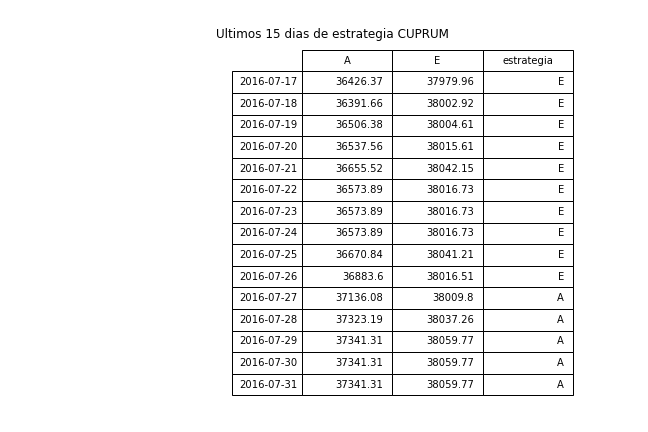 Ultimos 15 dias de estrategia CUPRUM
A E estrategia
2016-07-17 36426.37 37979.96 E
2016-07-18 36391.66 38002.92 E
2016-07-19 36506.38 38004.61 E
2016-07-20 36537.56 38015.61 E
2016-07-21 36655.52 38042.15 E
2016-07-22 36573.89 38016.73 E
2016-07-23 36573.89 38016.73 E
2016-07-24 36573.89 38016.73 E
2016-07-25 36670.84 38041.21 E
2016-07-26 36883.6 38016.51 E
2016-07-27 37136.08 38009.8 A
2016-07-28 37323.19 38037.26 A
2016-07-29 37341.31 38059.77 A
2016-07-30 37341.31 38059.77 A
2016-07-31 37341.31 38059.77 A